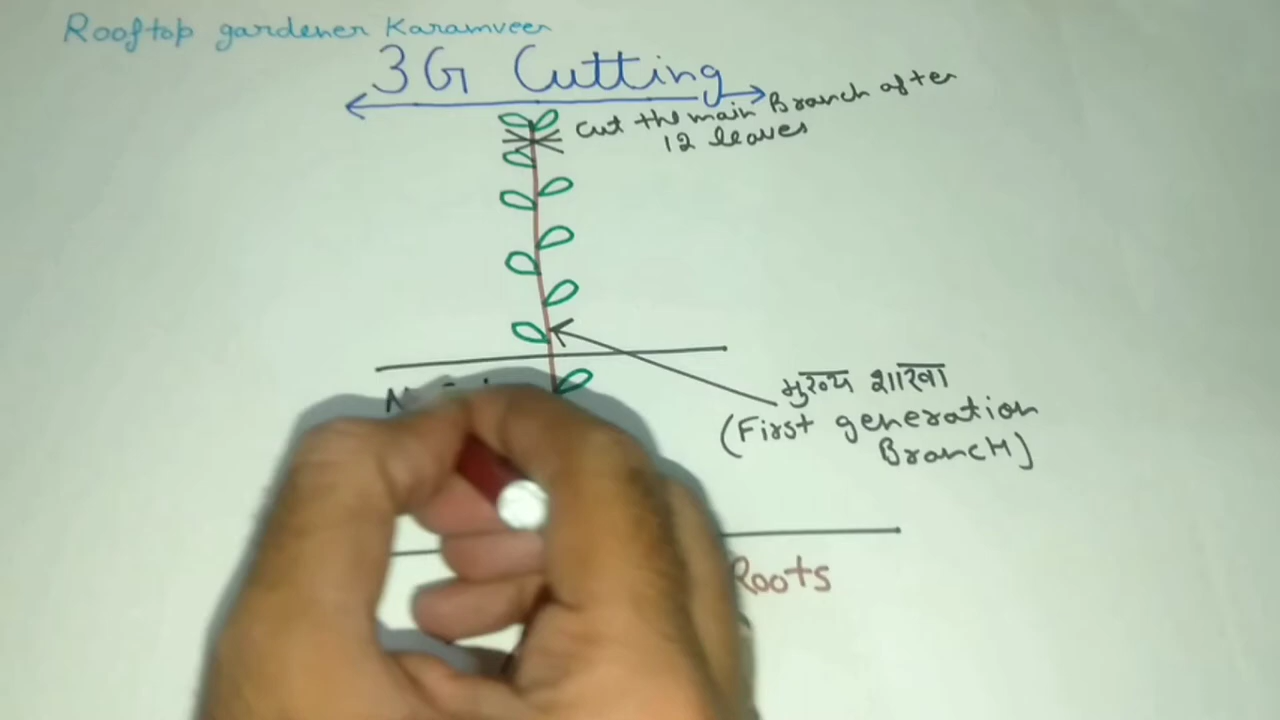 Rooftop gardener Karamveer
3G Cutting
Cut the main Branch after
12 leaves
मुख्य शाखा
(First generation
Branch)
Roots